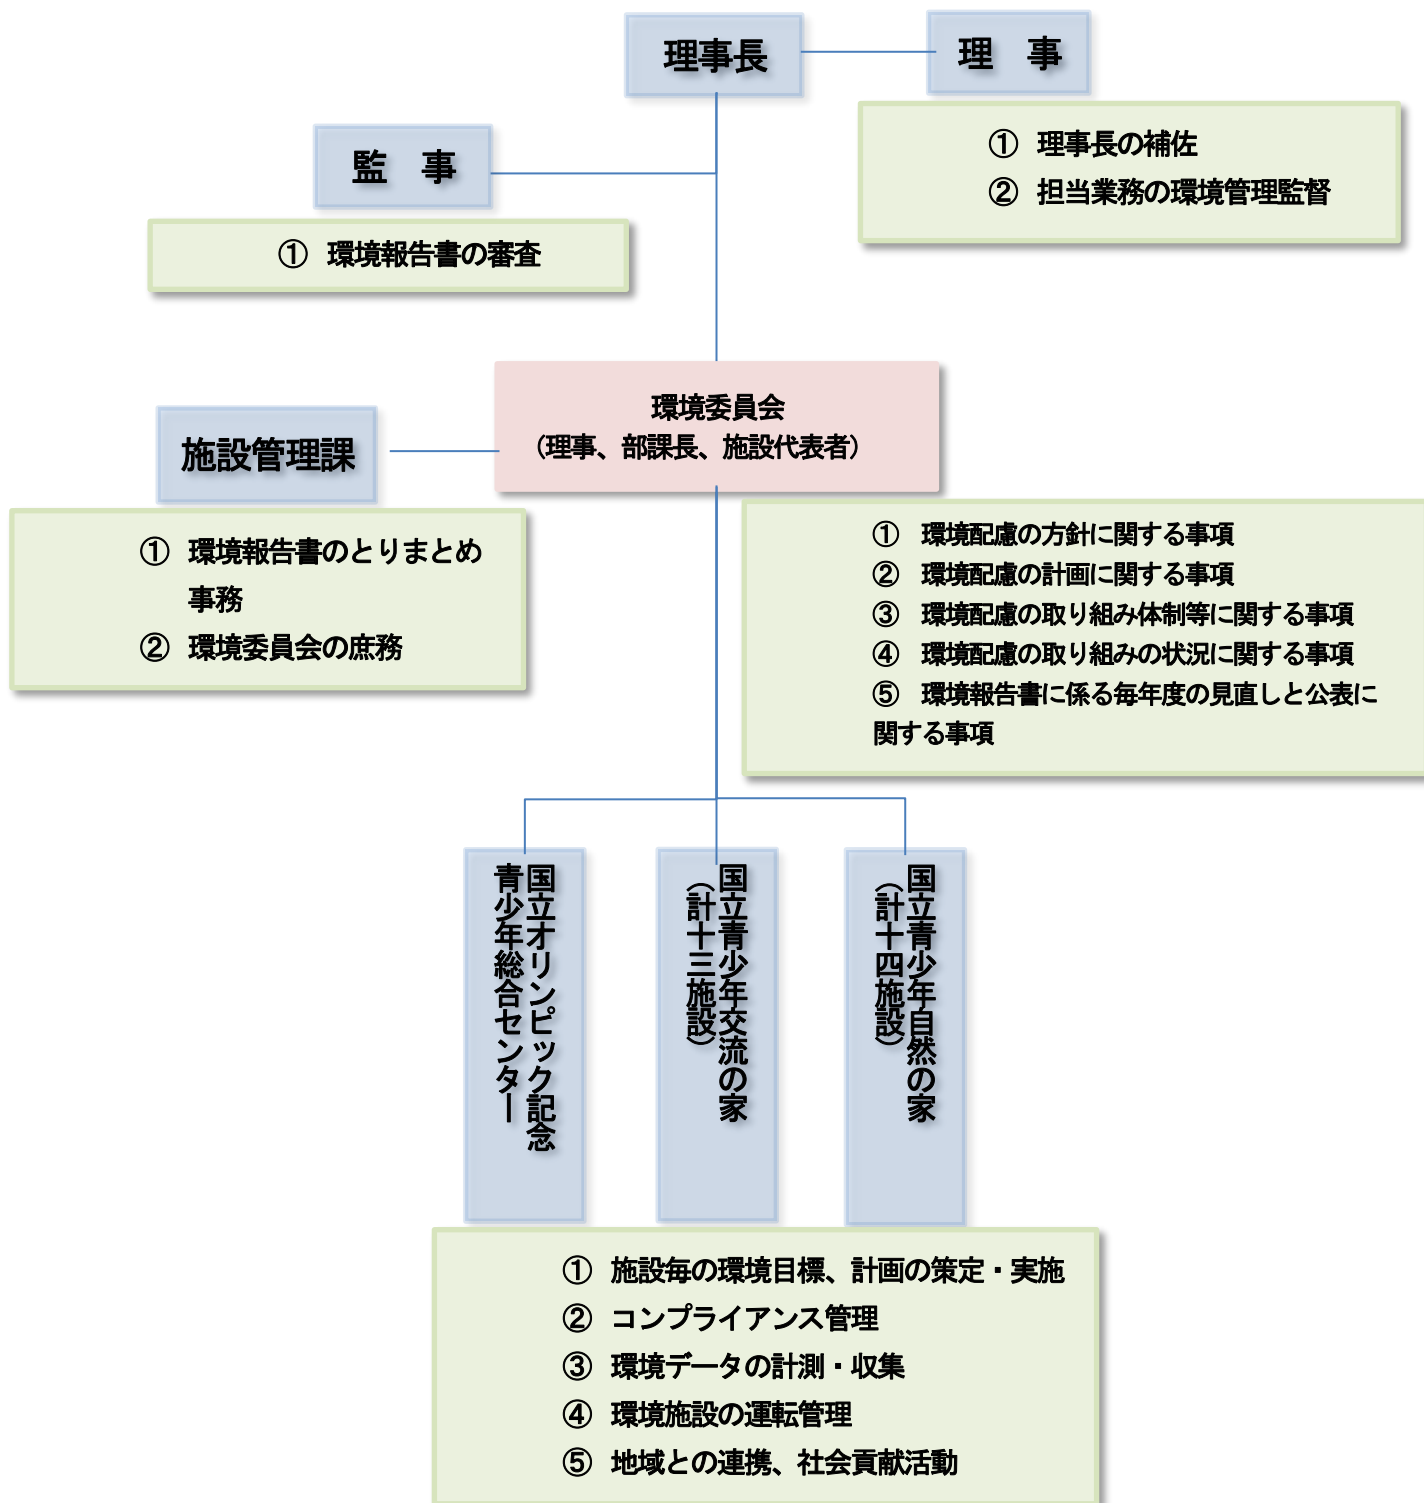 理事長
理　事
① 理事長の補佐
② 担当業務の環境管理監督
監　事
① 環境報告書の審査
環境委員会
（理事、部課長、施設代表者）
施設管理課
① 環境報告書のとりまとめ
事務
② 環境委員会の庶務
① 環境配慮の方針に関する事項
② 環境配慮の計画に関する事項
③ 環境配慮の取り組み体制等に関する事項
④ 環境配慮の取り組みの状況に関する事項
⑤ 環境報告書に係る毎年度の見直しと公表に
関する事項
国立オリンピック記念
青少年総合センター
国立青少年交流の家
（計十三施設）
国立青少年自然の家
（計十四施設）
① 施設毎の環境目標、計画の策定・実施
② コンプライアンス管理
③ 環境データの計測・収集
④ 環境施設の運転管理
⑤ 地域との連携、社会貢献活動